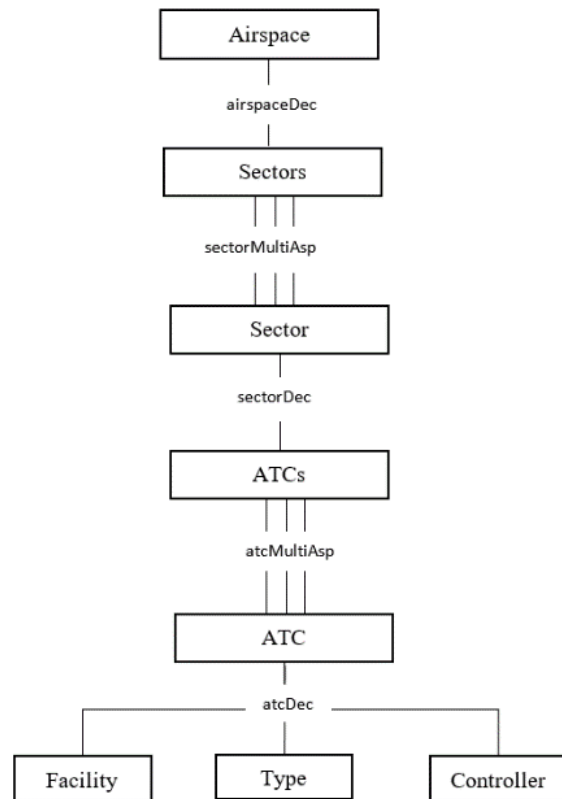 Airspace
airspaceDec
Sectors
sectorMultiAsp
Sector
sectorDec
ATCs
atcMultiAsp
ATC
atcDec
Facility
Type
Controller